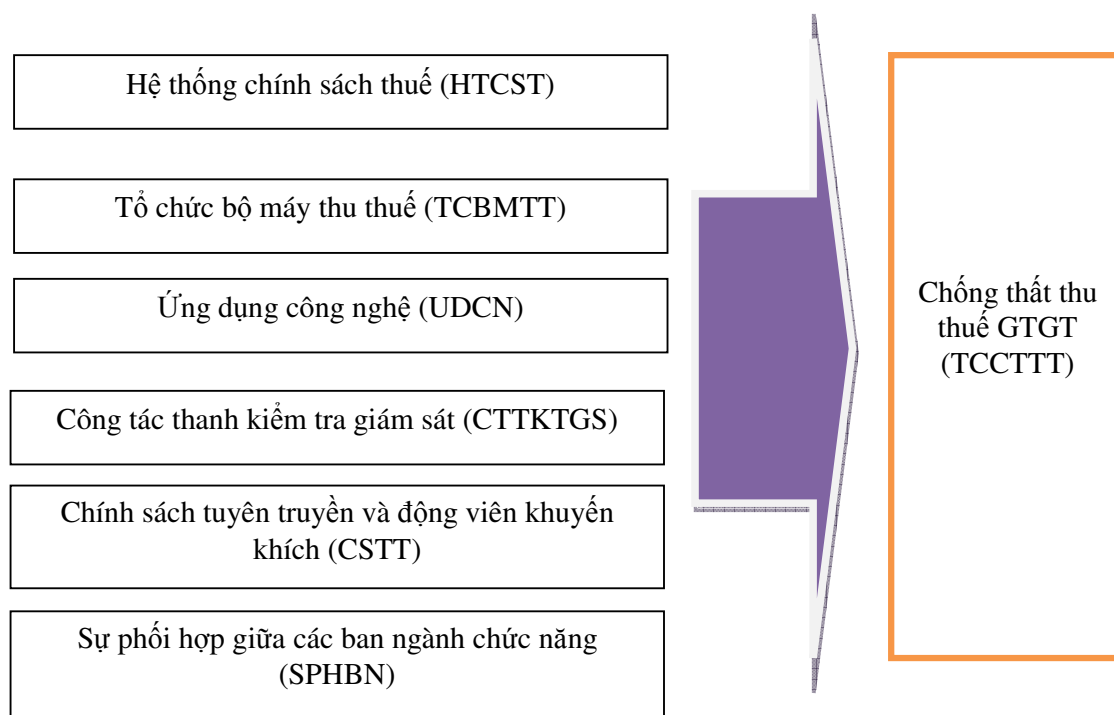 Hệ thống chính sách thuế (HTCST)
Tổ chức bộ máy thu thuế (TCBMTT)
Ứng dụng công nghệ (UDCN)
Công tác thanh kiểm tra giám sát (CTTKTGS)
Chính sách tuyên truyền và động viên khuyến
khích (CSTT)
Sự phối hợp giữa các ban ngành chức năng
(SPHBN)
Chống thất thu
thuế GTGT
(TCCTTT)